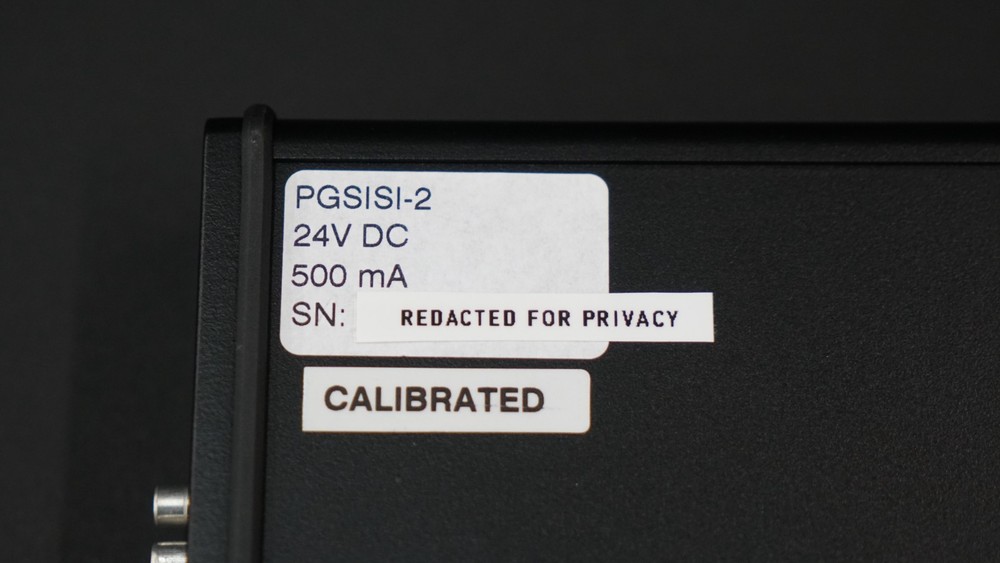 PGSISI-2
24V DC
500 mA
SN: REDACTED FOR PRIVACY
CALIBRATED